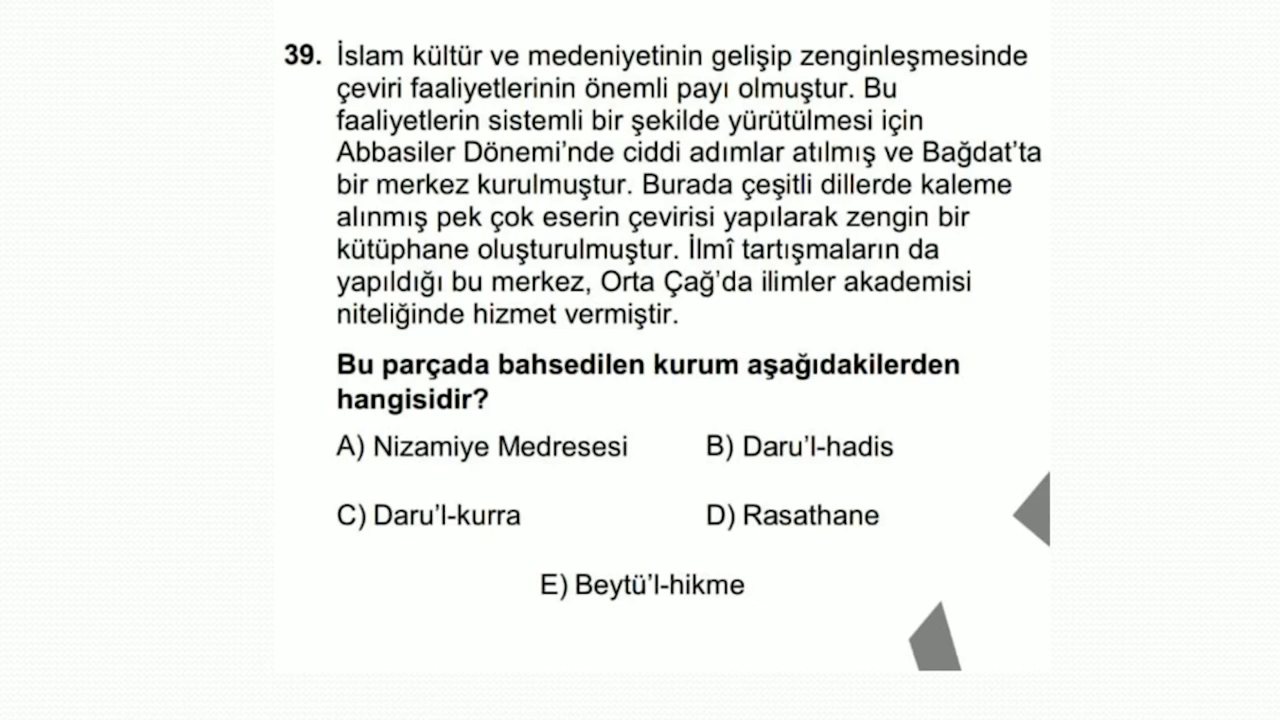 39. İslam kültür ve medeniyetinin gelişip zenginleşmesinde
çeviri faaliyetlerinin önemli payı olmuştur. Bu
faaliyetlerin sistemli bir şekilde yürütülmesi için
Abbasiler Dönemi’nde ciddi adımlar atılmış ve Bağdat’ta
bir merkez kurulmuştur. Burada çeşitli dillerde kaleme
alınmış pek çok eserin çevirisi yapılarak zengin bir
kütüphane oluşturulmuştur. İlmî tartışmaların da
yapıldığı bu merkez, Orta Çağ’da ilimler akademisi
niteliğinde hizmet vermiştir.
Bu parçada bahsedilen kurum aşağıdakilerden
hangisidir?
A) Nizamiye Medresesi B) Daru’l-hadis
C) Daru’l-kurra D) Rasathane
E) Beytü’l-hikme